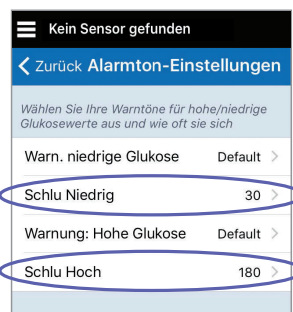 Kein Sensor gefunden
Zurück Alarmton-Einstellungen
Wählen Sie Ihre Warntöne für hohe/niedrige
Glukosewerte aus und wie oft sie sich
Warn. niedrige Glukose Default
Schlu Niedrig 30
Warnung: Hohe Glukose Default
Schlu Hoch 180